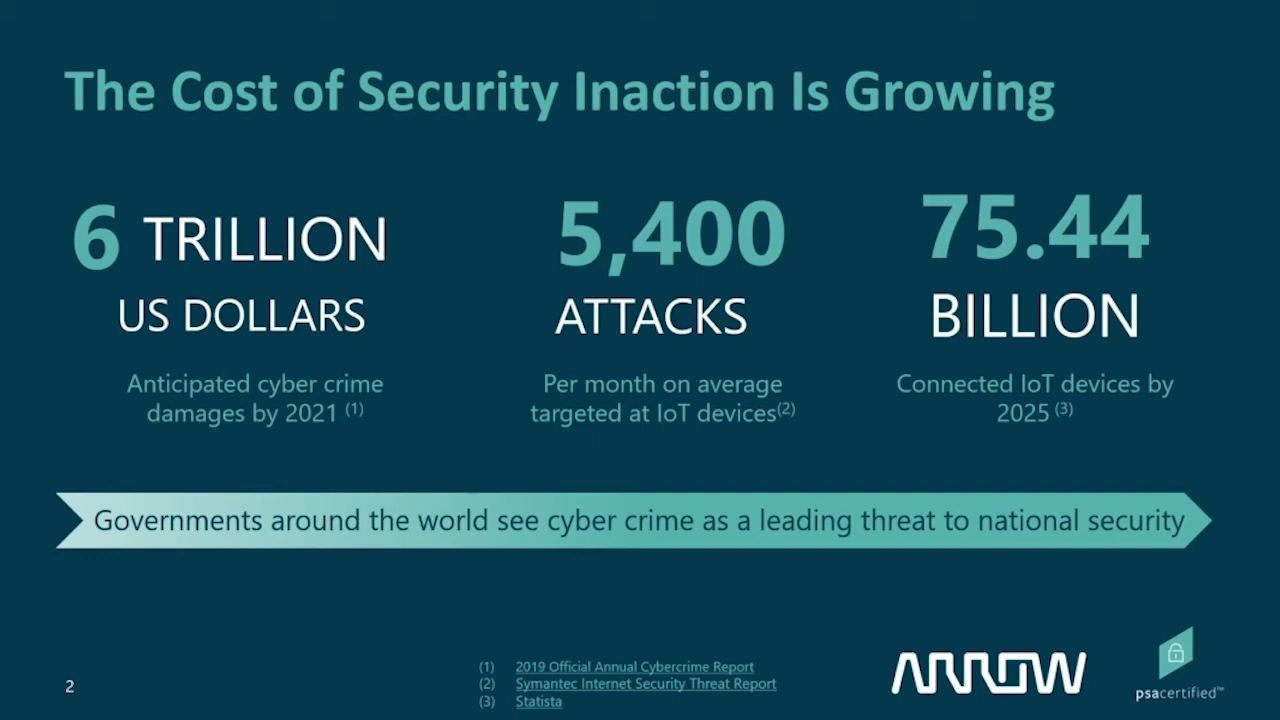 The Cost of Security Inaction Is Growing
6 TRILLION
US DOLLARS
Anticipated cyber crime
damages by 2021 (1)
5,400
ATTACKS
Per month on average
targeted at IoT devices(2)
75.44
BILLION
Connected IoT devices by
2025 (3)
Governments around the world see cyber crime as a leading threat to national security
2
(1) 2019 Official Annual Cybercrime Report
(2) Symantec Internet Security Threat Report
(3) Statista
ARROW
psacertified™